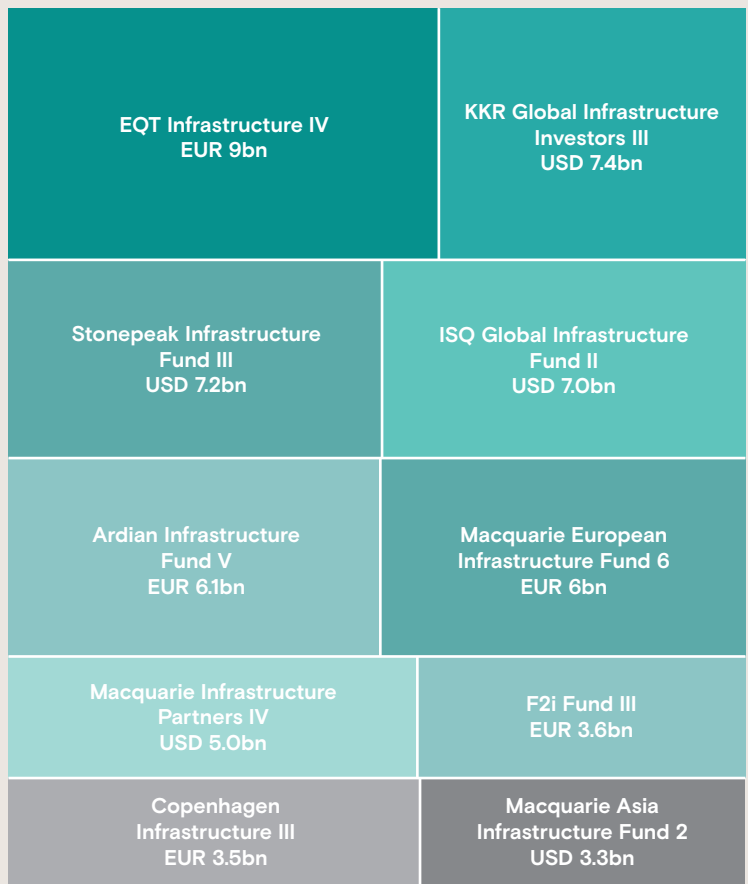 EQT Infrastructure IV
EUR 9bn
KKR Global Infrastructure
Investors III
USD 7.4bn
Stonepeak Infrastructure
Fund III
USD 7.2bn
ISQ Global Infrastructure
Fund II
USD 7.0bn
Ardian Infrastructure
Fund V
EUR 6.1bn
Macquarie European
Infrastructure Fund 6
EUR 6bn
Macquarie Infrastructure
Partners IV
USD 5.0bn
F2i Fund III
EUR 3.6bn
Copenhagen
Infrastructure III
EUR 3.5bn
Macquarie Asia
Infrastructure Fund 2
USD 3.3bn